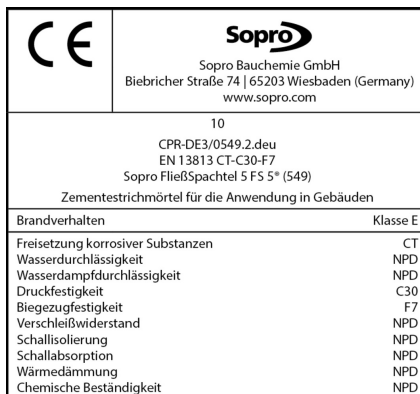 CE
Sopro
Sopro Bauchemie GmbH
Biebricher Straße 74 | 65203 Wiesbaden (Germany)
www.sopro.com
10
CPR-DE3/0549.2.deu
EN 13813 CT-C30-F7
Sopro FließSpachtel 5 FS 5® (549)
Zementestrichmörtel für die Anwendung in Gebäuden
Brandverhalten Klasse E
Freisetzung korrosiver Substanzen CT
Wasserdurchlässigkeit NPD
Wasserdampfdurchlässigkeit NPD
Druckfestigkeit C30
Biegezugfestigkeit F7
Verschleißwiderstand NPD
Schallisolierung NPD
Schallabsorption NPD
Wärmedämmung NPD
Chemische Beständigkeit NPD